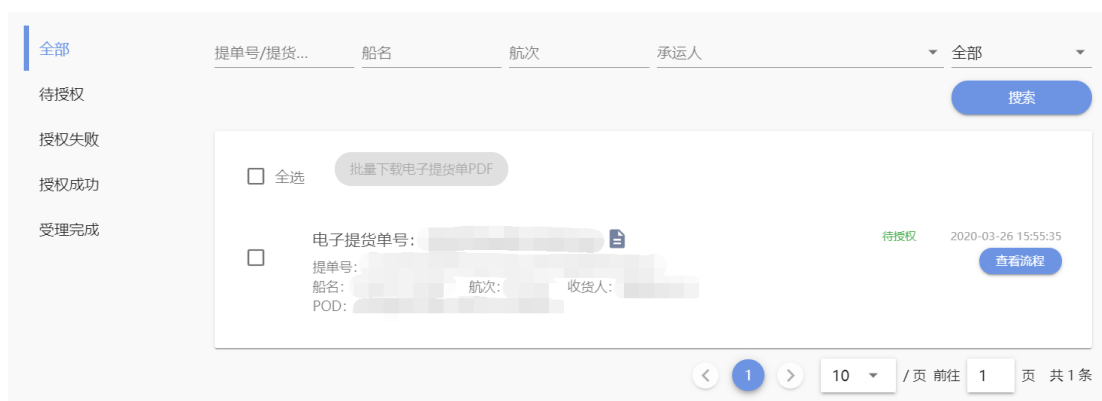 全部
待授权
授权失败
授权成功
受理完成
提单号/提货... 船名 航次 承运人 全部
搜索
全选 批量下载电子提货单PDF
电子提货单号: 待授权 2020-03-26 15:55:35
提单号: 查看流程
船名: 航次: 收货人:
POD:
1 10 /页 前往 1 页 共1条